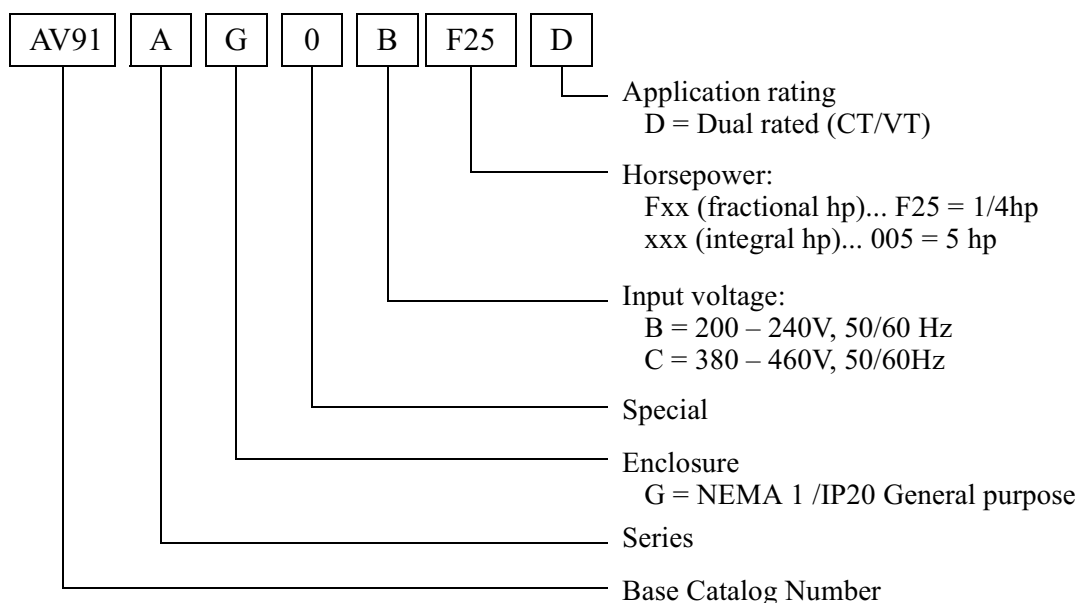 AV91 A G 0 B F25 D
Application rating
D = Dual rated (CT/VT)
Horsepower:
Fxx (fractional hp)... F25 = 1/4hp
xxx (integral hp)... 005 = 5 hp
Input voltage:
B = 200 – 240V, 50/60 Hz
C = 380 – 460V, 50/60Hz
Special
Enclosure
G = NEMA 1 /IP20 General purpose
Series
Base Catalog Number